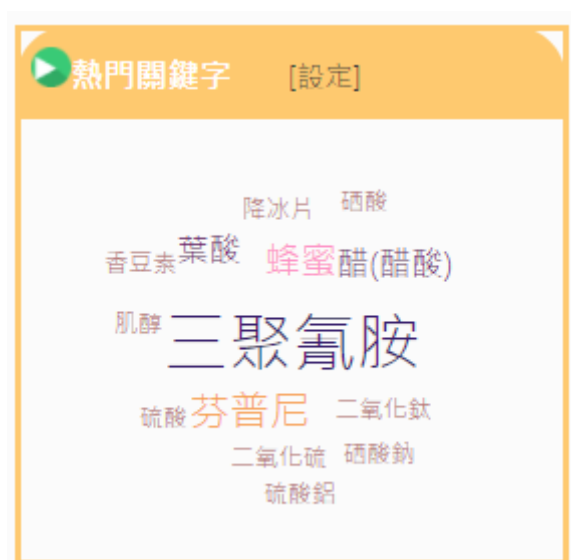 熱門關鍵字 [設定]
降冰片 硒酸
香豆素 葉酸 蜂蜜 醋(醋酸)
肌醇 三聚氰胺
硫酸 芬普尼 二氧化鈦
二氧化硫 硒酸鈉
硫酸鋁